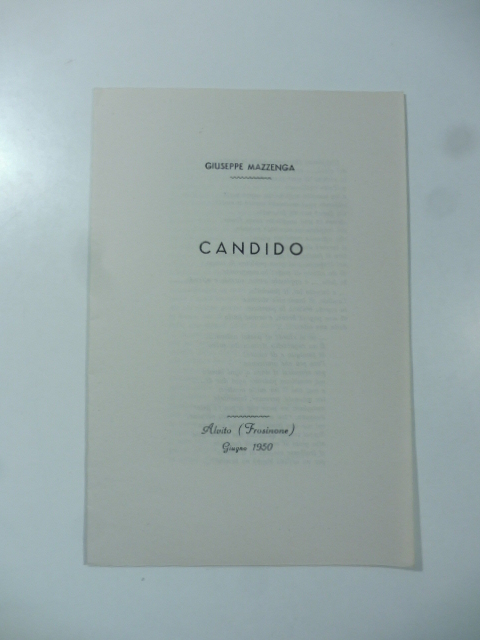 GIUSEPPE MAZZENGA
CANDIDO
Alvito (Frosinone)
Giugno 1950